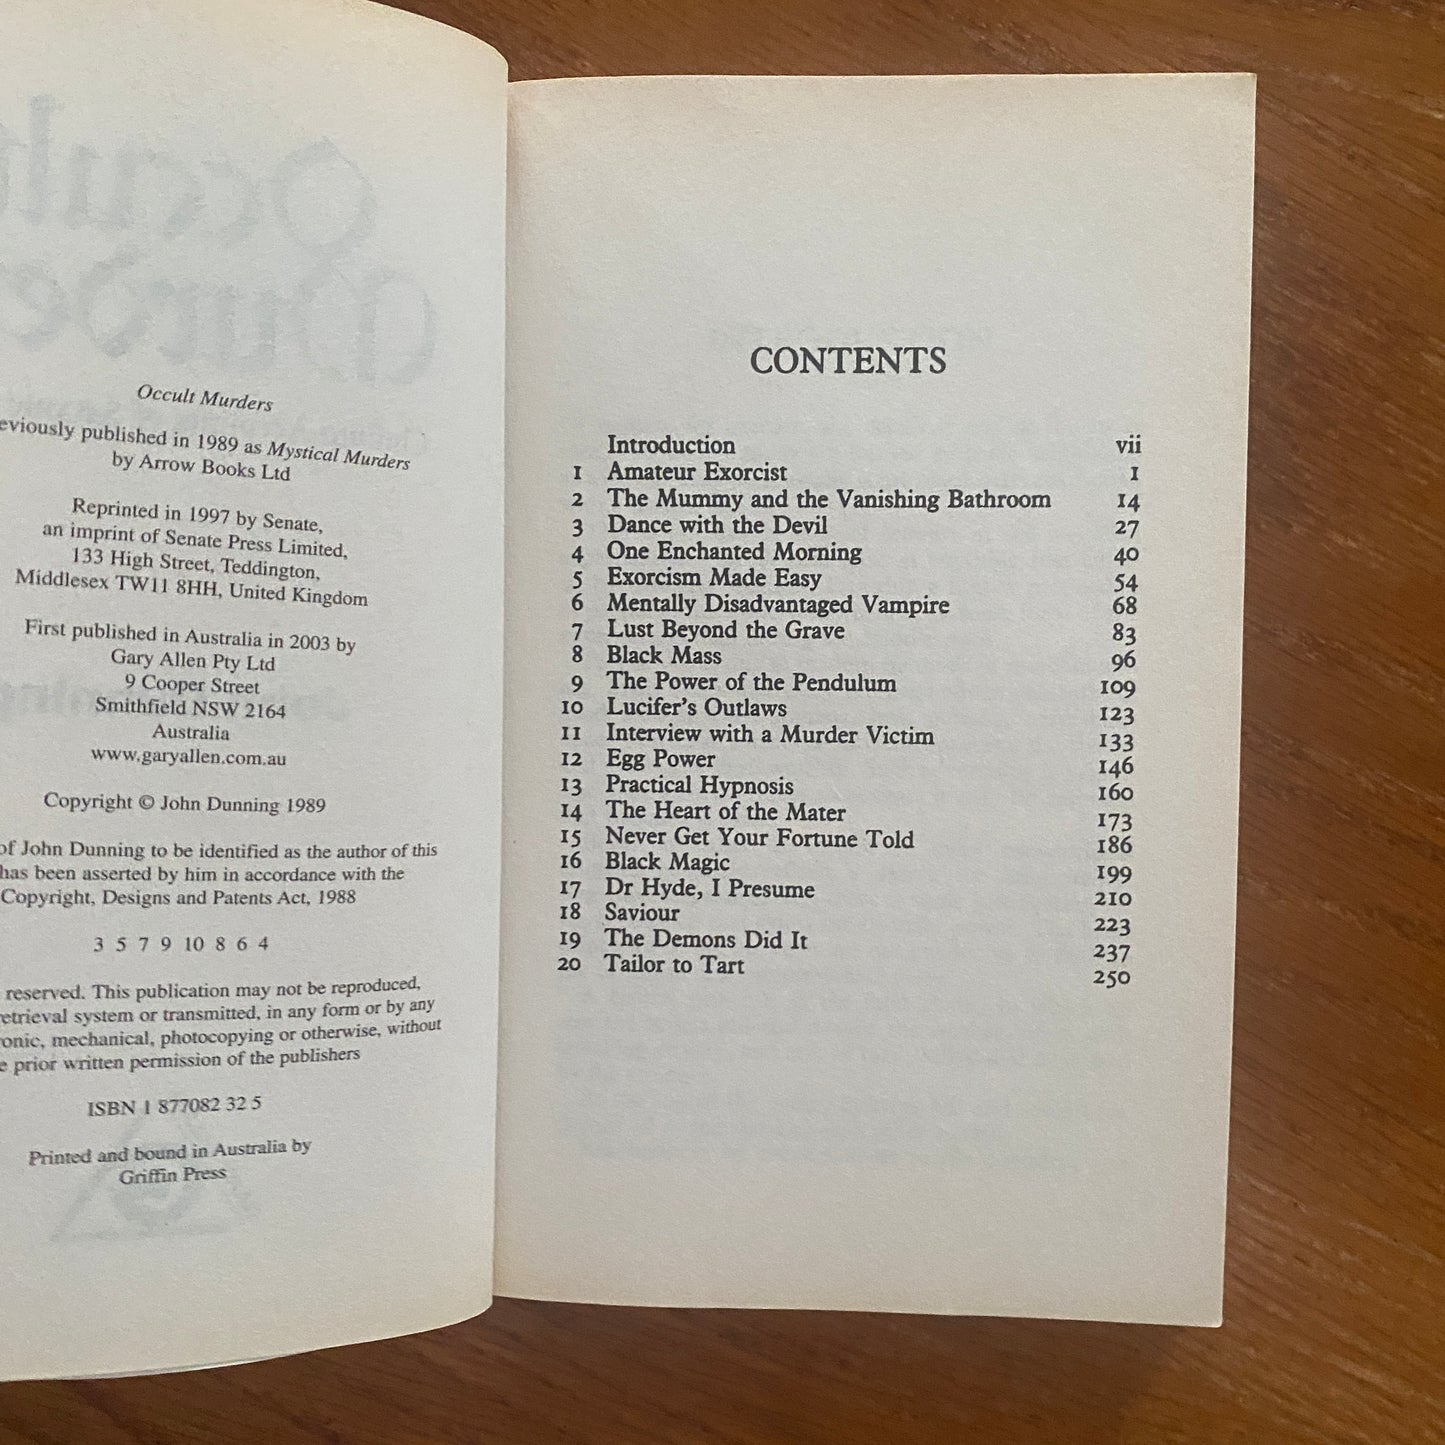 Occult Murders
eviously published in 1989 as Mystical Murders
by Arrow Books Ltd
Reprinted in 1997 by Senate,
an imprint of Senate Press Limited,
133 High Street, Teddington,
Middlesex TW11 8HH, United Kingdom
First published in Australia in 2003 by
Gary Allen Pty Ltd
9 Cooper Street
Smithfield NSW 2164
Australia
www.garyallen.com.au
Copyright © John Dunning 1989
of John Dunning to be identified as the author of this
has been asserted by him in accordance with the
Copyright, Designs and Patents Act, 1988
3 5 7 9 10 8 6 4
reserved. This publication may not be reproduced,
etrieval system or transmitted, in any form or by any
onic, mechanical, photocopying or otherwise, without
e prior written permission of the publishers
ISBN 1 877082 32 5
Printed and bound in Australia by
Griffin Press
CONTENTS
Introduction vii
1 Amateur Exorcist 1
2 The Mummy and the Vanishing Bathroom 14
3 Dance with the Devil 27
4 One Enchanted Morning 40
5 Exorcism Made Easy 54
6 Mentally Disadvantaged Vampire 68
7 Lust Beyond the Grave 83
8 Black Mass 96
9 The Power of the Pendulum 109
10 Lucifer's Outlaws 123
11 Interview with a Murder Victim 133
12 Egg Power 146
13 Practical Hypnosis 160
14 The Heart of the Mater 173
15 Never Get Your Fortune Told 186
16 Black Magic 199
17 Dr Hyde, I Presume 210
18 Saviour 223
19 The Demons Did It 237
20 Tailor to Tart 250